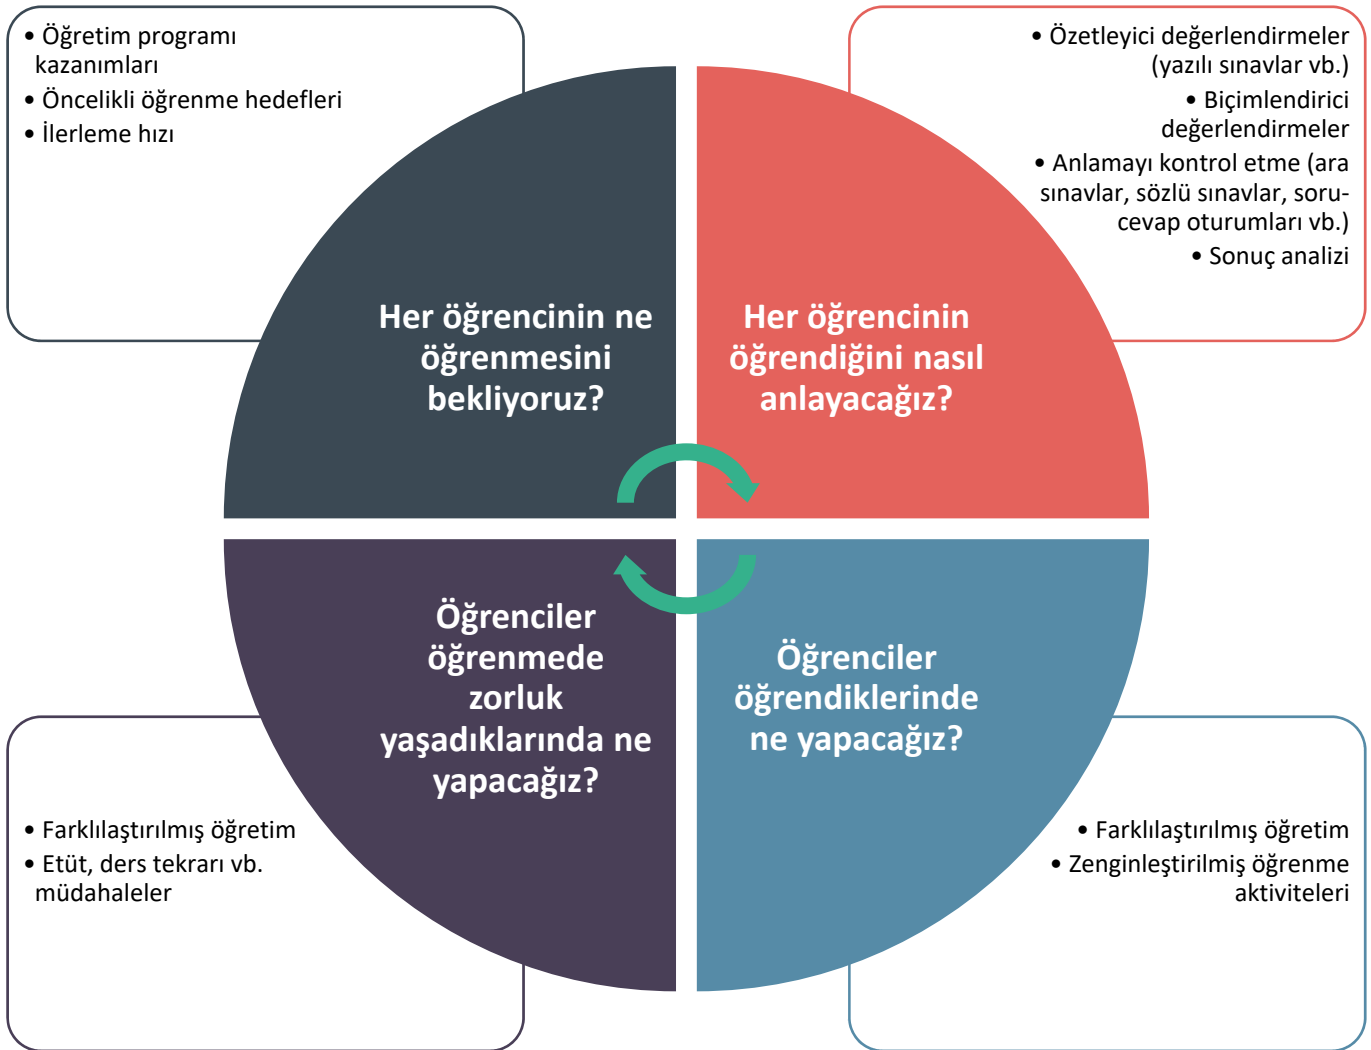 • Öğretim programı
kazanımları
• Öncelikli öğrenme hedefleri
• İlerleme hızı
• Özetleyici değerlendirmeler
(yazılı sınavlar vb.)
• Biçimlendirici
değerlendirmeler
• Anlamayı kontrol etme (ara
sınavlar, sözlü sınavlar, soru-
cevap oturumları vb.)
• Sonuç analizi
Her öğrencinin ne
öğrenmesini
bekliyoruz?
Her öğrencinin
öğrendiğini nasıl
anlayacağız?
Öğrenciler
öğrenmede
zorluk
yaşadıklarında ne
yapacağız?
Öğrenciler
öğrendiklerinde
ne yapacağız?
• Farklılaştırılmış öğretim
• Etüt, ders tekrarı vb.
müdahaleler
• Farklılaştırılmış öğretim
• Zenginleştirilmiş öğrenme
aktiviteleri